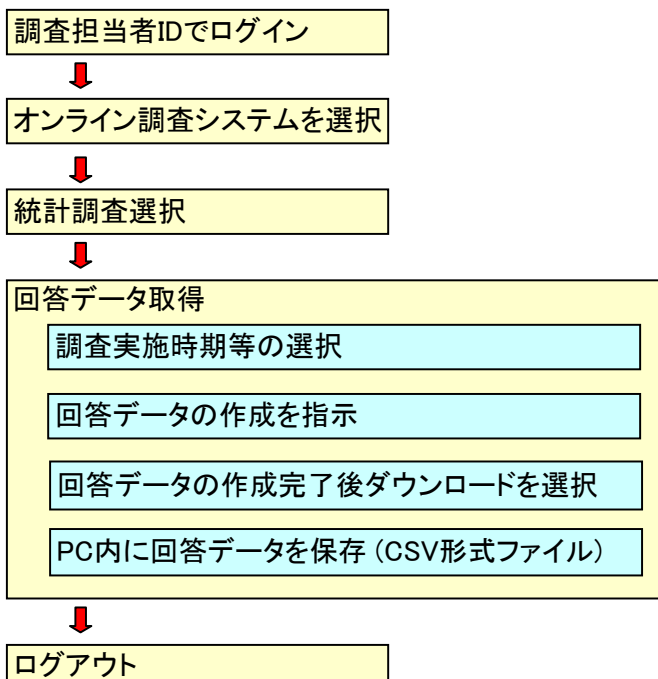 調査担当者IDでログイン
オンライン調査システムを選択
統計調査選択
回答データ取得
調査実施時期等の選択
回答データの作成を指示
回答データの作成完了後ダウンロードを選択
PC内に回答データを保存（CSV形式ファイル）
ログアウト